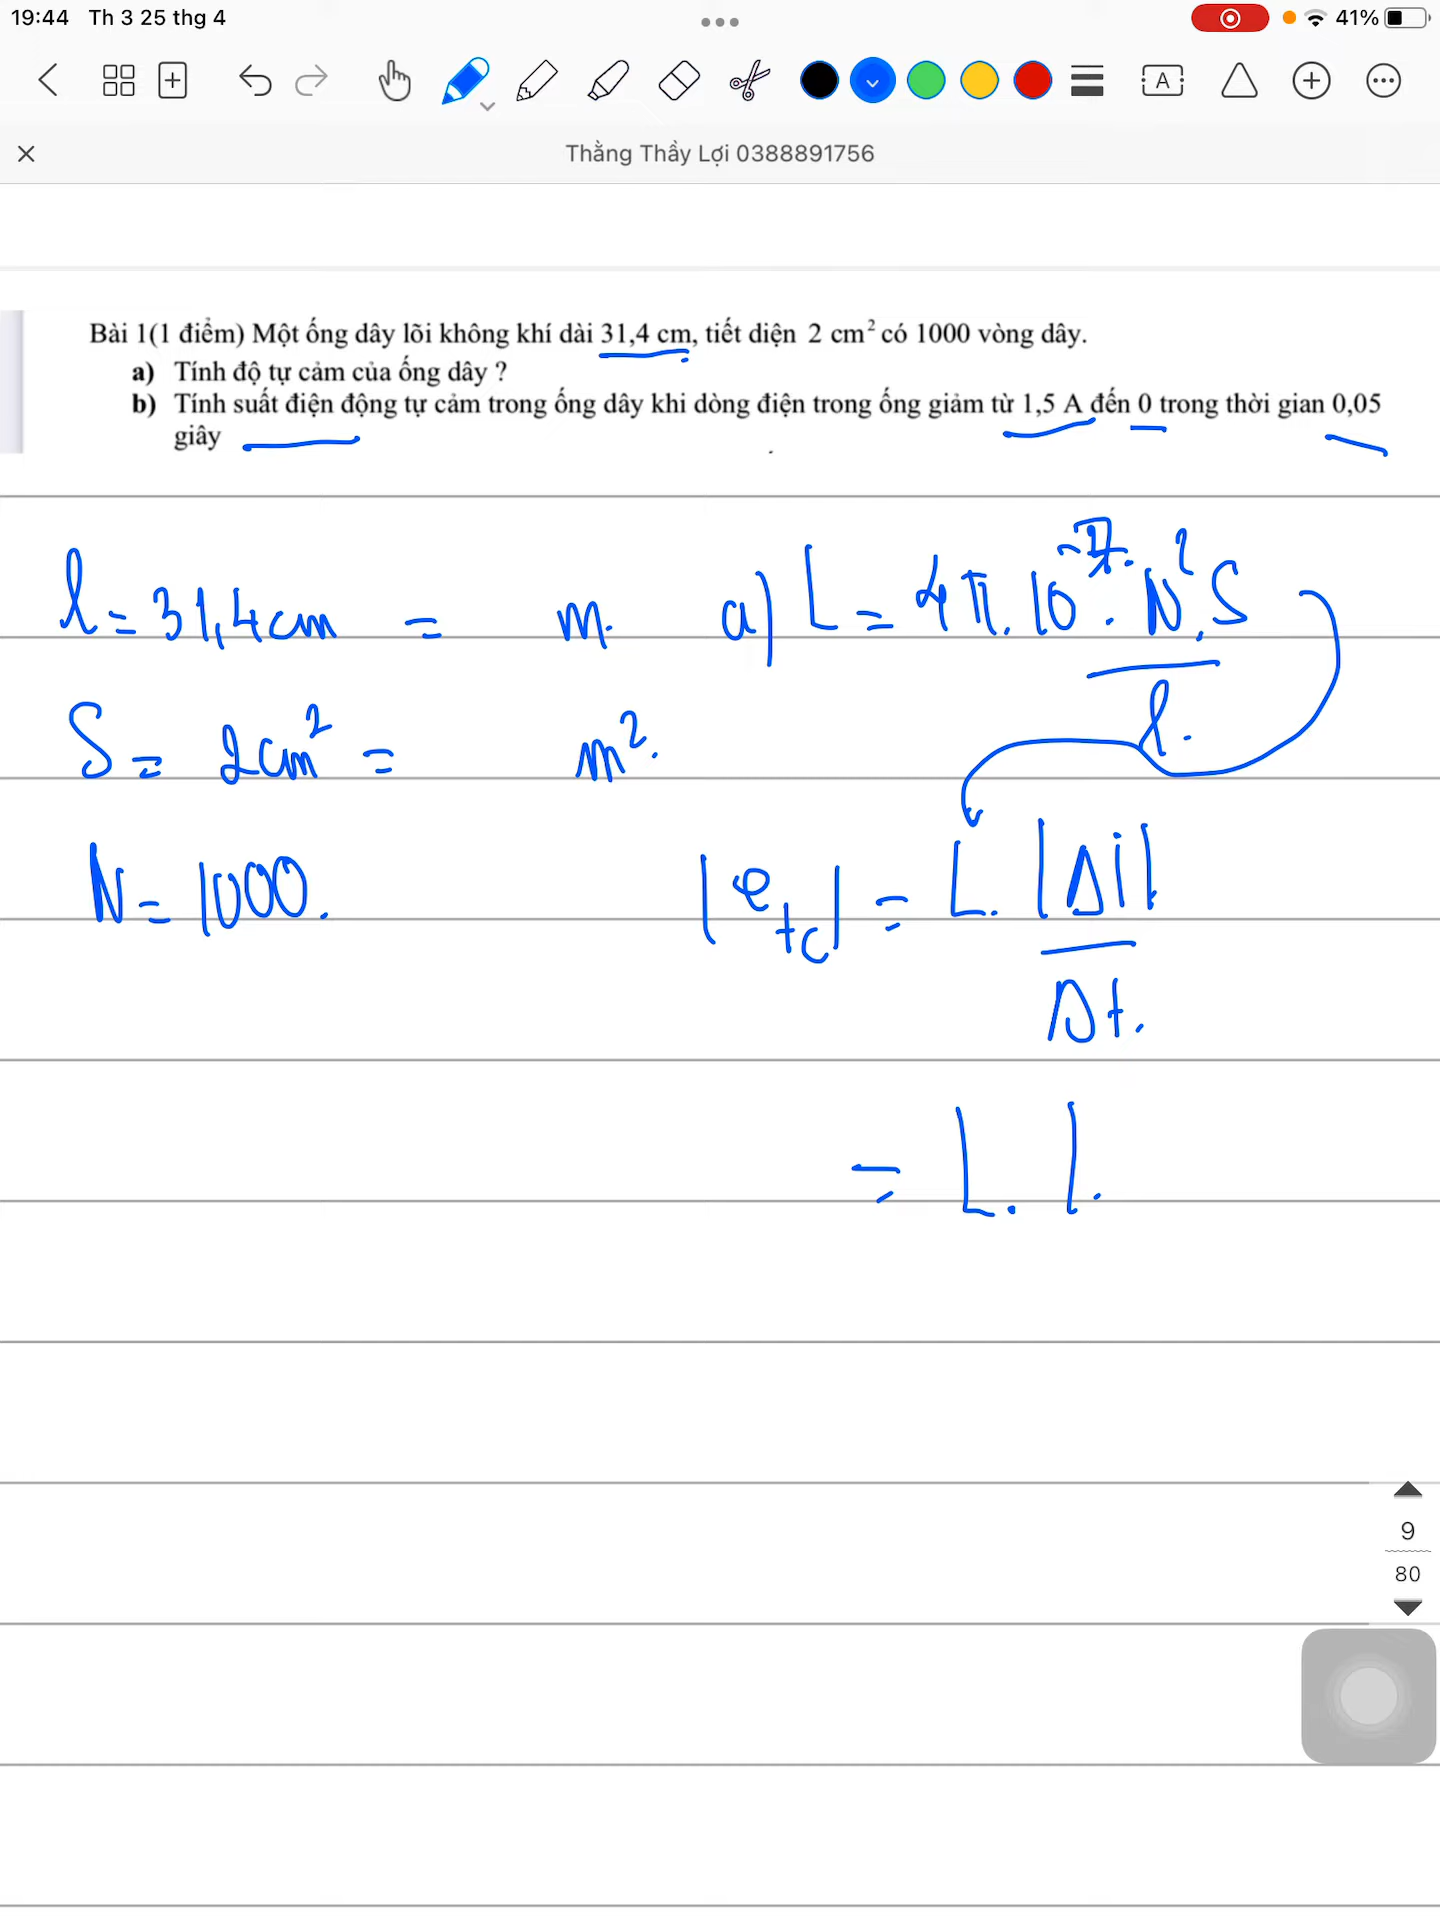 19:44 Th 3 25 thg 4 41%
A
Thằng Thầy Lợi 0388891756
Bài 1(1 điểm) Một ống dây lõi không khí dài 31,4 cm, tiết diện 2 cm² có 1000 vòng dây.
a) Tính độ tự cảm của ống dây ?
b) Tính suất điện động tự cảm trong ống dây khi dòng điện trong ống giảm từ 1,5 A đến 0 trong thời gian 0,05
giây
l = 31,4cm = m.
S = 2cm² = m².
N = 1000.
a) L = 4π.10⁻⁷. N².S
l.
|e_tc| = L. |Δi|
Δt.
= L. |.
9
80